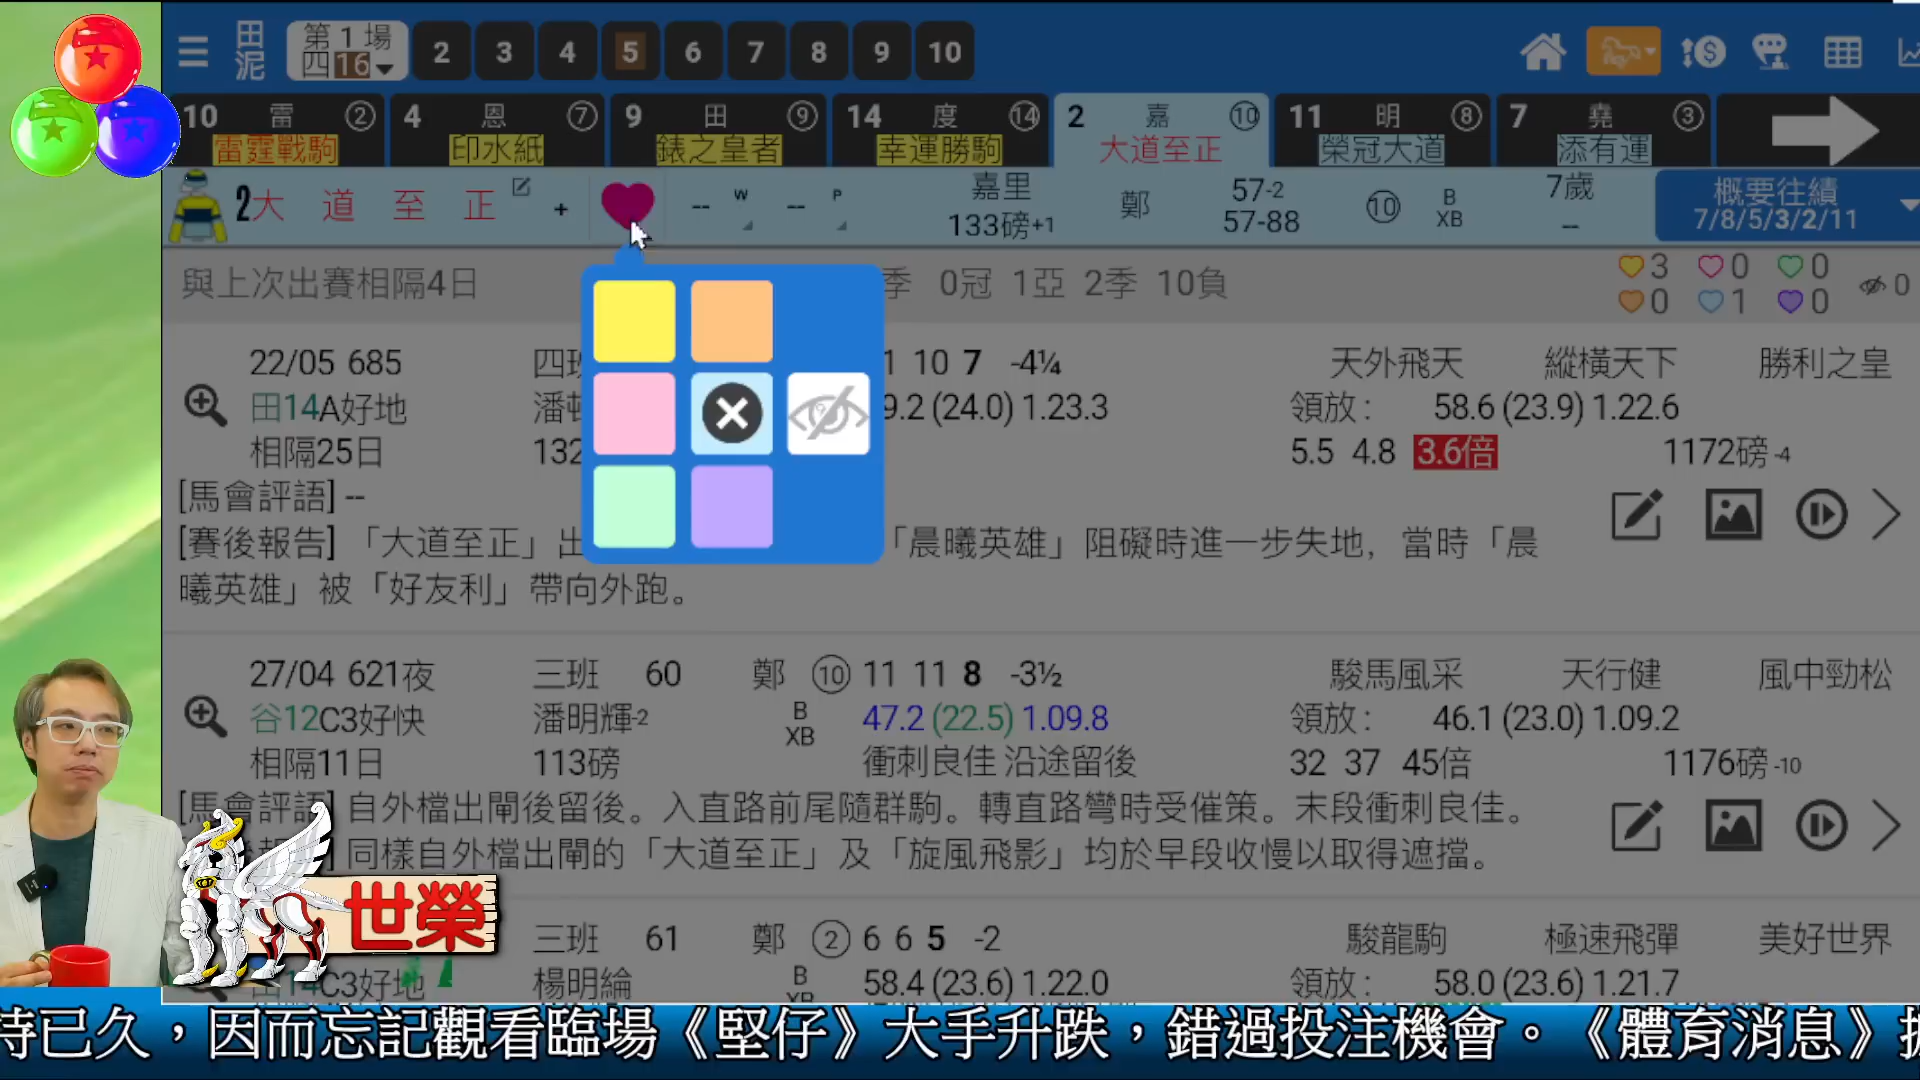 田泥 第1場 四16 2 3 4 5 6 7 8 9 10
10 雷 ② 4 恩 ⑦ 9 田 ⑨ 14 度 ⑭ 2 嘉 ⑩ 11 明 ⑧ 7 堯 ③
雷霆戰駒 印水紙 錶之皇者 幸運勝駒 大道至正 榮冠大道 添有運
2大道至正 + -- W -- P 嘉里 133磅+1 鄭 57-2 57-88 ⑩ B XB 7歲 -- 概要往績 7/8/5/3/2/11
與上次出賽相隔4日 季 0冠 1亞 2季 10負 3 0 0 0
0 1 0
22/05 685 四班 1 10 7 -4¼ 天外飛天 縱橫天下 勝利之皇
田14A好地 潘頓 9.2 (24.0) 1.23.3 領放: 58.6 (23.9) 1.22.6
相隔25日 132 5.5 4.8 3.6倍 1172磅-4
[馬會評語] --
[賽後報告] 「大道至正」出 「晨曦英雄」阻礙時進一步失地，當時「晨
曦英雄」被「好友利」帶向外跑。
27/04 621夜 三班 60 鄭 ⑩ 11 11 8 -3½ 駿馬風采 天行健 風中勁松
谷12C3好快 潘明輝-2 B XB 47.2 (22.5) 1.09.8 領放: 46.1 (23.0) 1.09.2
相隔11日 113磅 衝刺良佳 沿途留後 32 37 45倍 1176磅-10
[馬會評語] 自外檔出閘後留後。入直路前尾隨群駒。轉直路彎時受催策。末段衝刺良佳。
] 同樣自外檔出閘的「大道至正」及「旋風飛影」均於早段收慢以取得遮擋。
世榮
三班 61 鄭 ② 6 6 5 -2 駿龍駒 極速飛彈 美好世界
田14C3好地 楊明綸 B XB 58.4 (23.6) 1.22.0 領放: 58.0 (23.6) 1.21.7
待已久，因而忘記觀看臨場《堅仔》大手升跌，錯過投注機會。《體育消息》